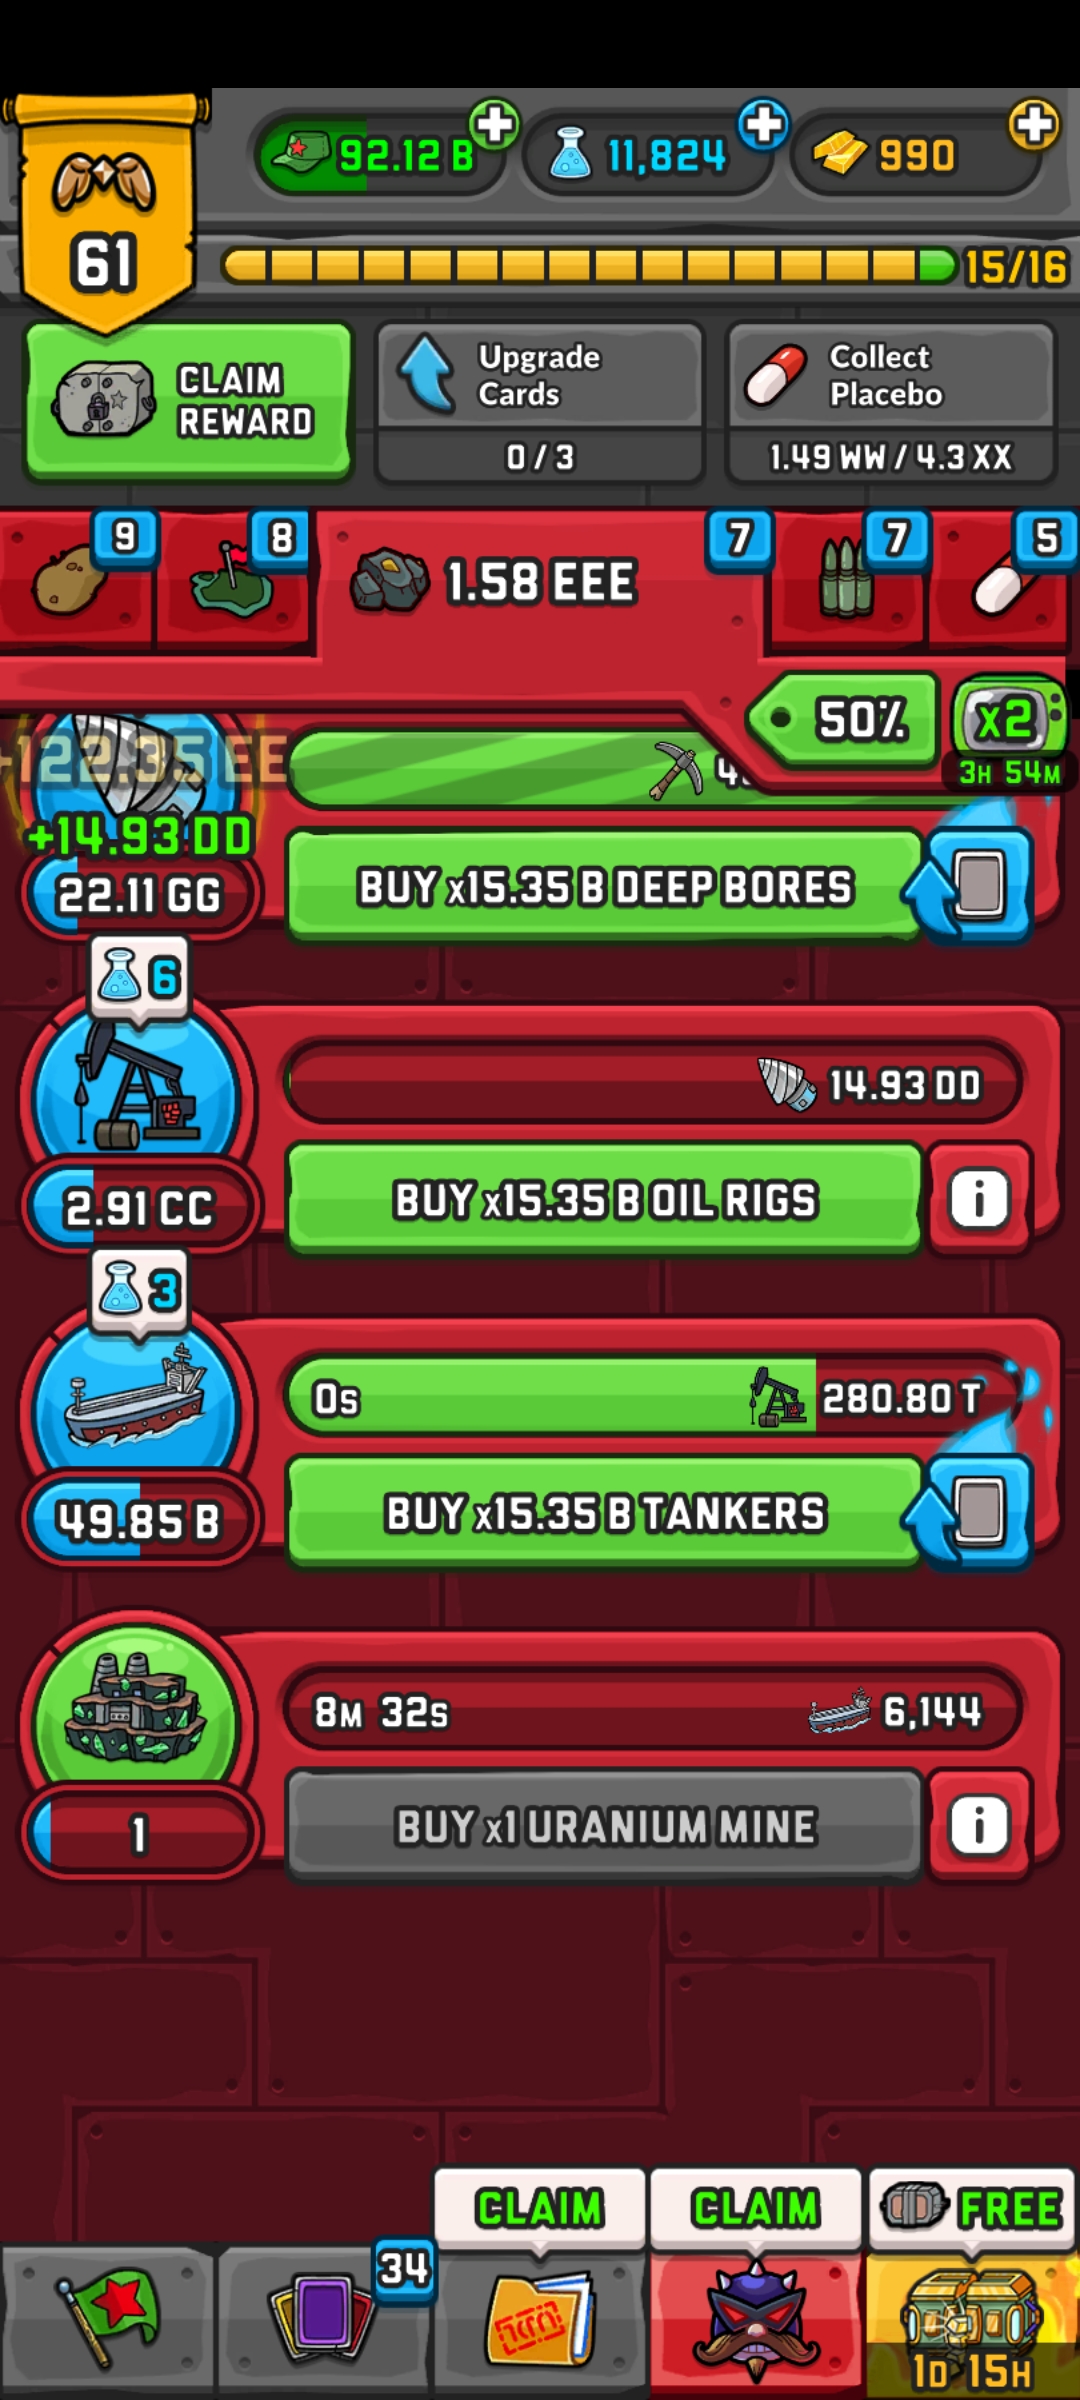 92.12 B
11,824
990
61
15/16
CLAIM
REWARD
Upgrade
Cards
0 / 3
Collect
Placebo
1.49 WW / 4.3 XX
9
8
1.58 EEE
7
7
5
50%
x2
3H 54M
+122.35 EE
+14.93 DD
22.11 GG
BUY x15.35 B DEEP BORES
6
14.93 DD
2.91 CC
BUY x15.35 B OIL RIGS
i
3
0s
280.80 T
49.85 B
BUY x15.35 B TANKERS
8M 32s
6,144
1
BUY x1 URANIUM MINE
i
CLAIM
CLAIM
FREE
34
1D 15H